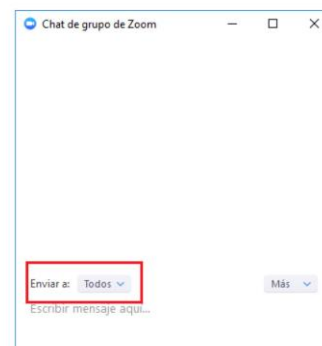 Chat de grupo de Zoom
Enviar a: Todos Más
Escribir mensaje aquí...